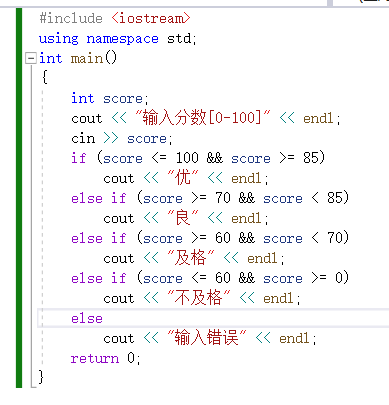 #include <iostream>
using namespace std;
int main()
{
int score;
cout << "输入分数[0-100]" << endl;
cin >> score;
if (score <= 100 && score >= 85)
cout << "优" << endl;
else if (score >= 70 && score < 85)
cout << "良" << endl;
else if (score >= 60 && score < 70)
cout << "及格" << endl;
else if (score <= 60 && score >= 0)
cout << "不及格" << endl;
else
cout << "输入错误" << endl;
return 0;
}